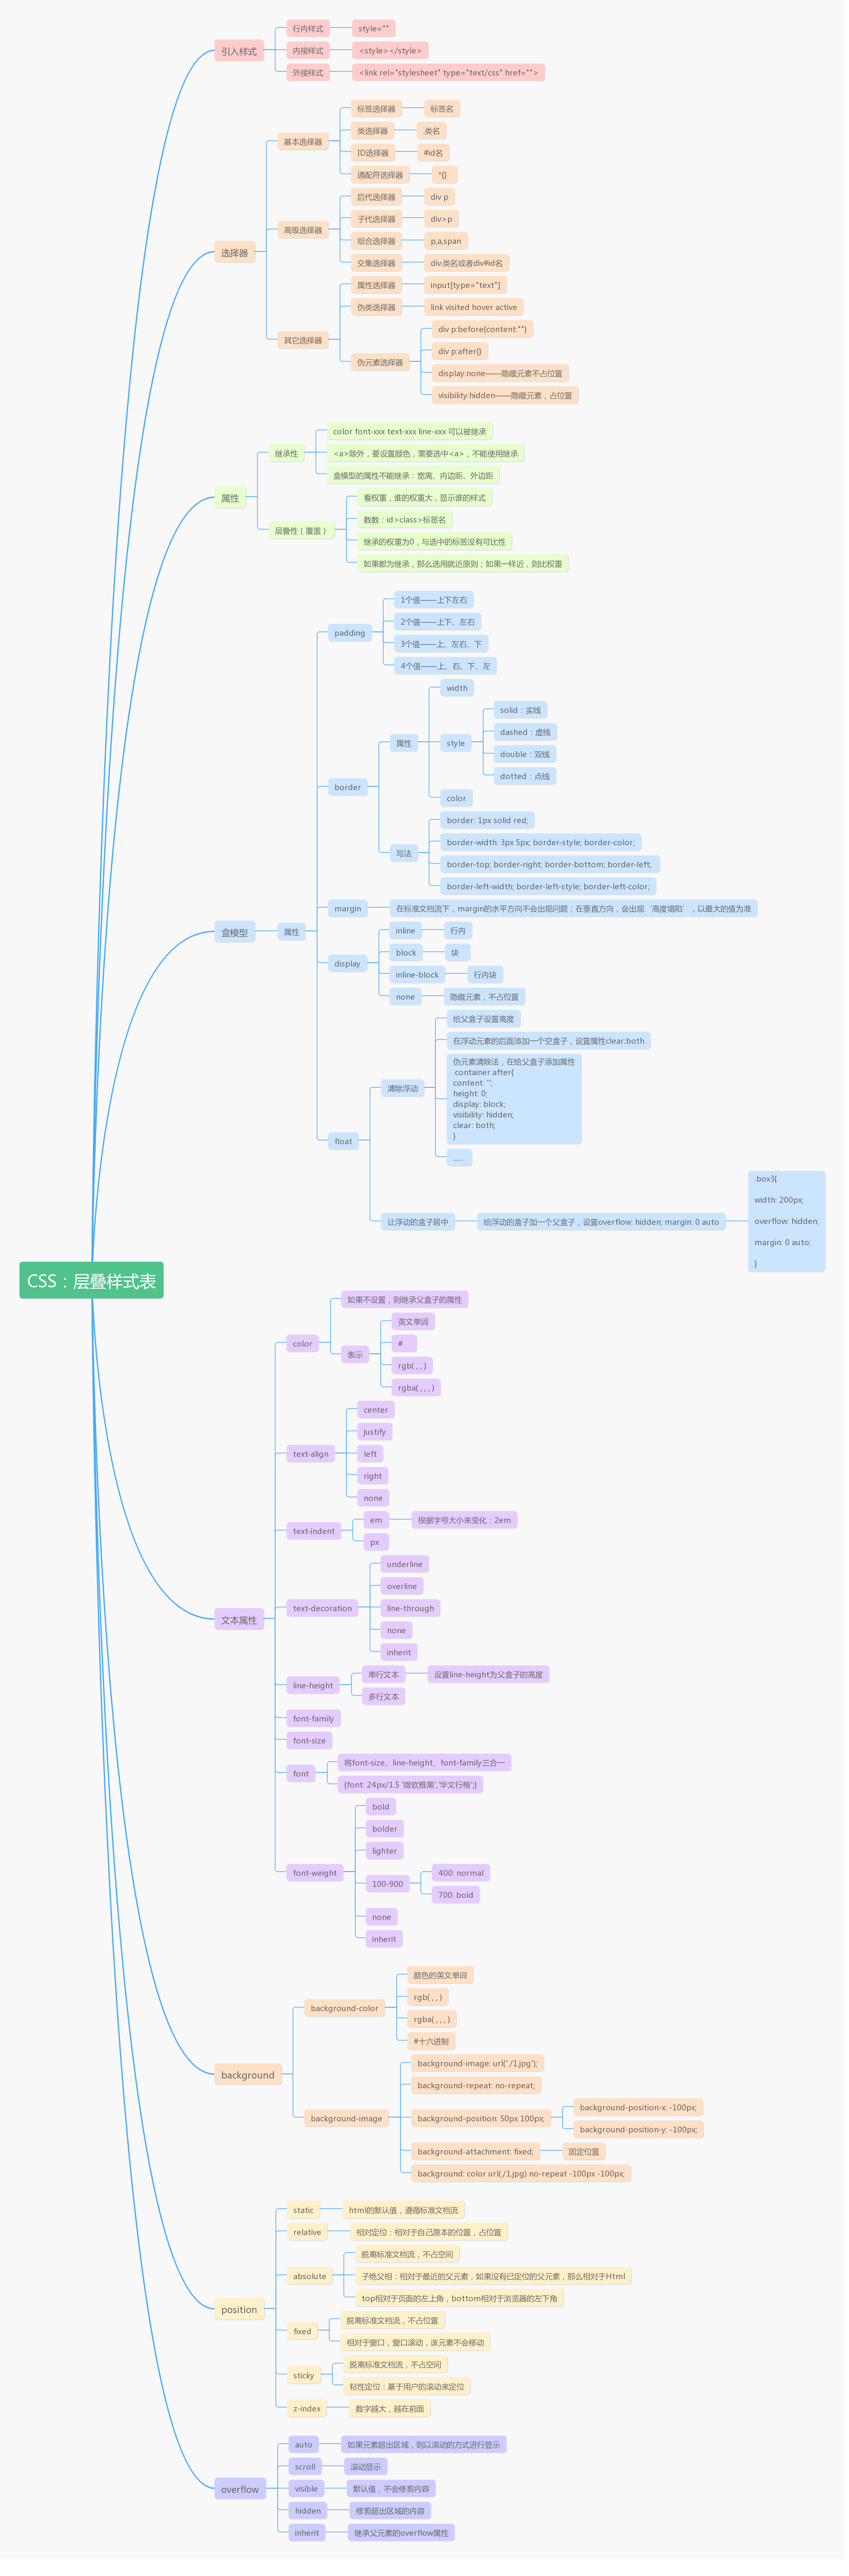 CSS：层叠样式表
引入样式
行内样式
style=""
内接样式
<style></style>
外接样式
<link rel="stylesheet" type="text/css" href="">
选择器
基本选择器
标签选择器
标签名
类选择器
.类名
ID选择器
#id名
通配符选择器
*{}
高级选择器
后代选择器
div p
子代选择器
div>p
组合选择器
p,a,span
交集选择器
div.类名或者div#id名
其它选择器
属性选择器
input[type="text"]
伪类选择器
link visited hover active
伪元素选择器
div p:before{content:""}
div p:after{}
display:none——隐藏元素不占位置
visibility:hidden——隐藏元素，占位置
属性
继承性
color font-xxx text-xxx line-xxx 可以被继承
<a>除外，要设置颜色，需要选中<a>，不能使用继承
盒模型的属性不能继承：宽高、内边距、外边距
层叠性（覆盖）
看权重，谁的权重大，显示谁的样式
数数：id>class>标签名
继承的权重为0，与选中的标签没有可比性
如果都为继承，那么选用就近原则；如果一样近，则比权重
盒模型
属性
padding
1个值——上下左右
2个值——上下、左右
3个值——上、左右、下
4个值——上、右、下、左
border
属性
width
style
solid：实线
dashed：虚线
double：双线
dotted：点线
color
写法
border: 1px solid red;
border-width: 3px 5px; border-style; border-color;
border-top; border-right; border-bottom; border-left;
border-left-width; border-left-style; border-left-color;
margin
在标准文档流下，margin的水平方向不会出现问题；在垂直方向，会出现‘高度塌陷’，以最大的值为准
display
inline
行内
block
块
inline-block
行内块
none
隐藏元素，不占位置
float
清除浮动
给父盒子设置高度
在浮动元素的后面添加一个空盒子，设置属性clear:both
伪元素清除法，在给父盒子添加属性
.container:after{
content: '';
height: 0;
display: block;
visibility: hidden;
clear: both;
}
......
让浮动的盒子居中
给浮动的盒子加一个父盒子，设置overflow: hidden; margin: 0 auto
.box3{
width: 200px;
overflow: hidden;
margin: 0 auto;
}
文本属性
color
如果不设置，则继承父盒子的属性
表示
英文单词
#
rgb( , , )
rgba( , , , )
text-align
center
justify
left
right
none
text-indent
em
根据字号大小来变化：2em
px
text-decoration
underline
overline
line-through
none
inherit
line-height
单行文本
设置line-height为父盒子的高度
多行文本
font-family
font-size
font
将font-size、line-height、font-family三合一
{font: 24px/1.5 '微软雅黑','华文行楷';}
font-weight
bold
bolder
lighter
100-900
400: normal
700: bold
none
inherit
background
background-color
颜色的英文单词
rgb( , , )
rgba( , , , )
#十六进制
background-image
background-image: url('./1.jpg');
background-repeat: no-repeat;
background-position: 50px 100px;
background-position-x: -100px;
background-position-y: -100px;
background-attachment: fixed;
固定位置
background: color url(./1.jpg) no-repeat -100px -100px;
position
static
html的默认值，遵循标准文档流
relative
相对定位：相对于自己原本的位置，占位置
absolute
脱离标准文档流，不占空间
子绝父相：相对于最近的父元素，如果没有已定位的父元素，那么相对于Html
top相对于页面的左上角，bottom相对于浏览器的左下角
fixed
脱离标准文档流，不占位置
相对于窗口，窗口滚动，该元素不会移动
sticky
脱离标准文档流，不占空间
粘性定位：基于用户的滚动来定位
z-index
数字越大，越在前面
overflow
auto
如果元素超出区域，则以滚动的方式进行显示
scroll
滚动显示
visible
默认值，不会修剪内容
hidden
修剪超出区域的内容
inherit
继承父元素的overflow属性